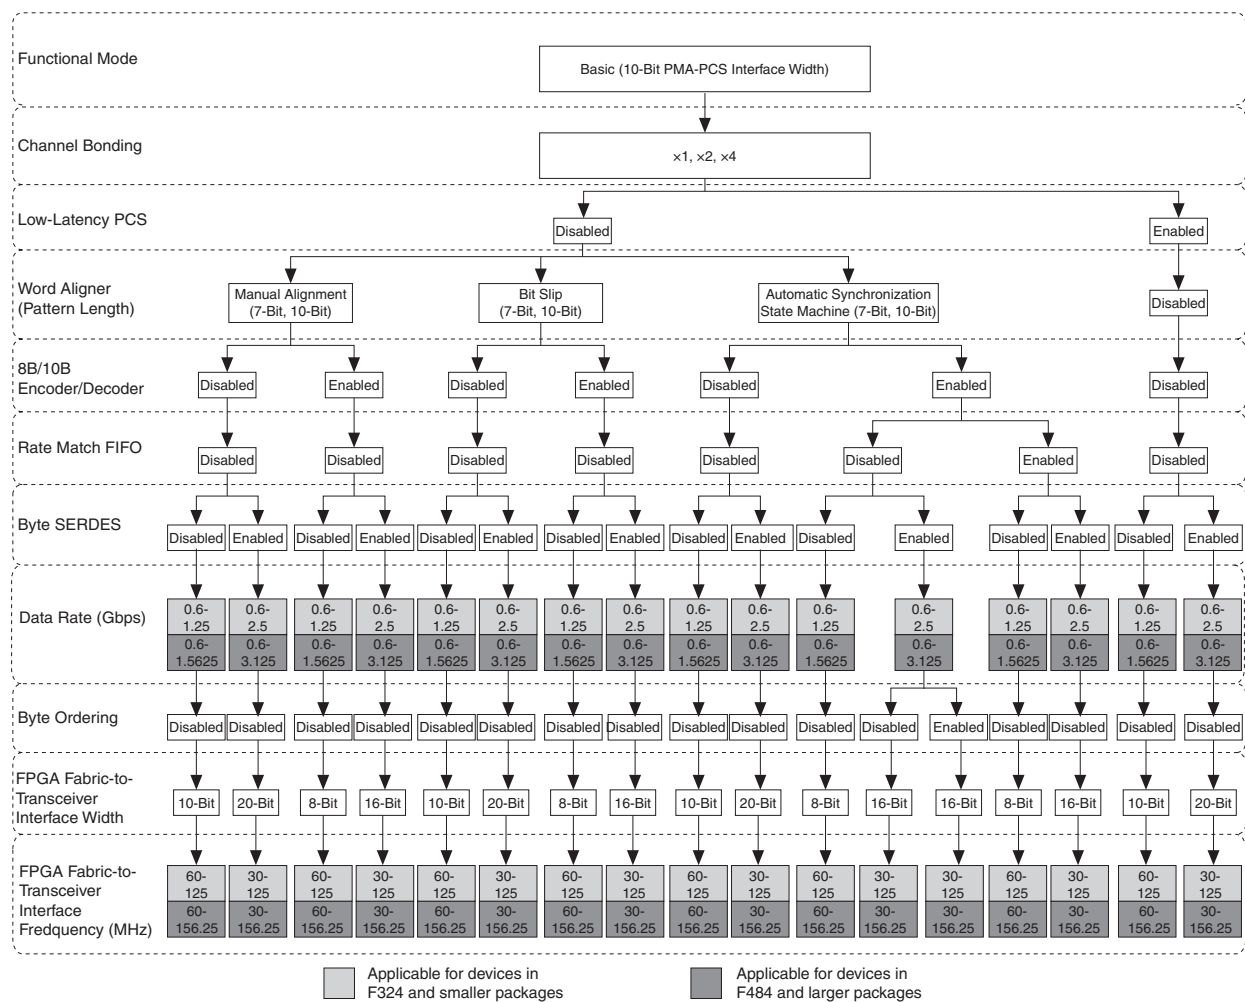 Functional Mode
Basic (10-Bit PMA-PCS Interface Width)
Channel Bonding
×1, ×2, ×4
Low-Latency PCS
Disabled Enabled
Word Aligner
(Pattern Length)
Manual Alignment
(7-Bit, 10-Bit)
Bit Slip
(7-Bit, 10-Bit)
Automatic Synchronization
State Machine (7-Bit, 10-Bit)
Disabled
8B/10B
Encoder/Decoder
Disabled Enabled Disabled Enabled Disabled Enabled Disabled
Rate Match FIFO
Disabled Disabled Disabled Disabled Disabled Disabled Enabled Disabled
Byte SERDES
Disabled Enabled Disabled Enabled Disabled Enabled Disabled Enabled Disabled Enabled Disabled Enabled Disabled Enabled Disabled Enabled
Data Rate (Gbps)
0.6- 0.6- 0.6- 0.6- 0.6- 0.6- 0.6- 0.6- 0.6- 0.6- 0.6- 0.6- 0.6- 0.6- 0.6- 0.6-
1.25 2.5 1.25 2.5 1.25 2.5 1.25 2.5 1.25 2.5 1.25 2.5 1.25 2.5 1.25 2.5
0.6- 0.6- 0.6- 0.6- 0.6- 0.6- 0.6- 0.6- 0.6- 0.6- 0.6- 0.6- 0.6- 0.6- 0.6- 0.6-
1.5625 3.125 1.5625 3.125 1.5625 3.125 1.5625 3.125 1.5625 3.125 1.5625 3.125 1.5625 3.125 1.5625 3.125
Byte Ordering
Disabled Disabled Disabled Disabled Disabled Disabled Disabled Disabled Disabled Disabled Disabled Disabled Enabled Disabled Disabled Disabled Disabled
FPGA Fabric-to-
Transceiver
Interface Width
10-Bit 20-Bit 8-Bit 16-Bit 10-Bit 20-Bit 8-Bit 16-Bit 10-Bit 20-Bit 8-Bit 16-Bit 16-Bit 8-Bit 16-Bit 10-Bit 20-Bit
FPGA Fabric-to-
Transceiver
Interface
Fredquency (MHz)
60- 30- 60- 30- 60- 30- 60- 30- 60- 30- 60- 30- 30- 60- 30- 60- 30-
125 125 125 125 125 125 125 125 125 125 125 125 125 125 125 125 125
60- 30- 60- 30- 60- 30- 60- 30- 60- 30- 60- 30- 30- 60- 30- 60- 30-
156.25 156.25 156.25 156.25 156.25 156.25 156.25 156.25 156.25 156.25 156.25 156.25 156.25 156.25 156.25 156.25 156.25
Applicable for devices in
F324 and smaller packages
Applicable for devices in
F484 and larger packages